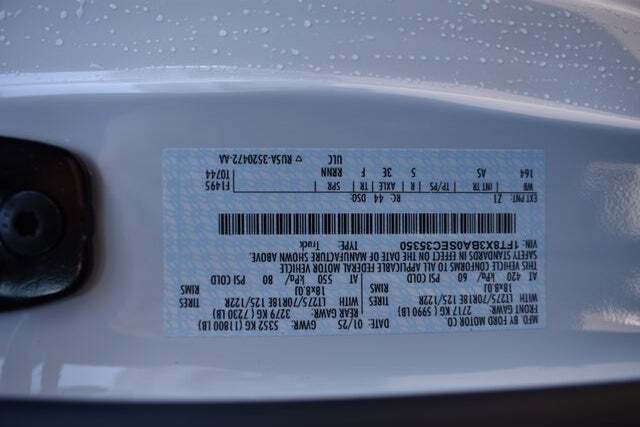 MFD. BY FORD MOTOR CO.
DATE: 01/25 GVWR: 5352 KG (11800 LB)
FRONT GAWR: 2717 KG (5990 LB) REAR GAWR: 3279 KG (7230 LB)
WITH LT275/70R18E 125/122R TIRES WITH LT275/70R18E 125/122R TIRES
18x8.0J RIMS 18x8.0J RIMS
AT 420 kPa/ 60 PSI COLD AT 550 kPa/ 80 PSI COLD
THIS VEHICLE CONFORMS TO ALL APPLICABLE FEDERAL MOTOR VEHICLE
SAFETY STANDARDS IN EFFECT ON THE DATE OF MANUFACTURE SHOWN ABOVE.
VIN: 1FT8X3BA0SEC35350 TYPE: Truck
EXT PNT: Z1 RC: 44 DSO: F1495
WB INT TR TP/PS R AXLE TR SPR T0744
164 AS S 3E F RRNN
ULC ▽ RUSA-3520472-AA